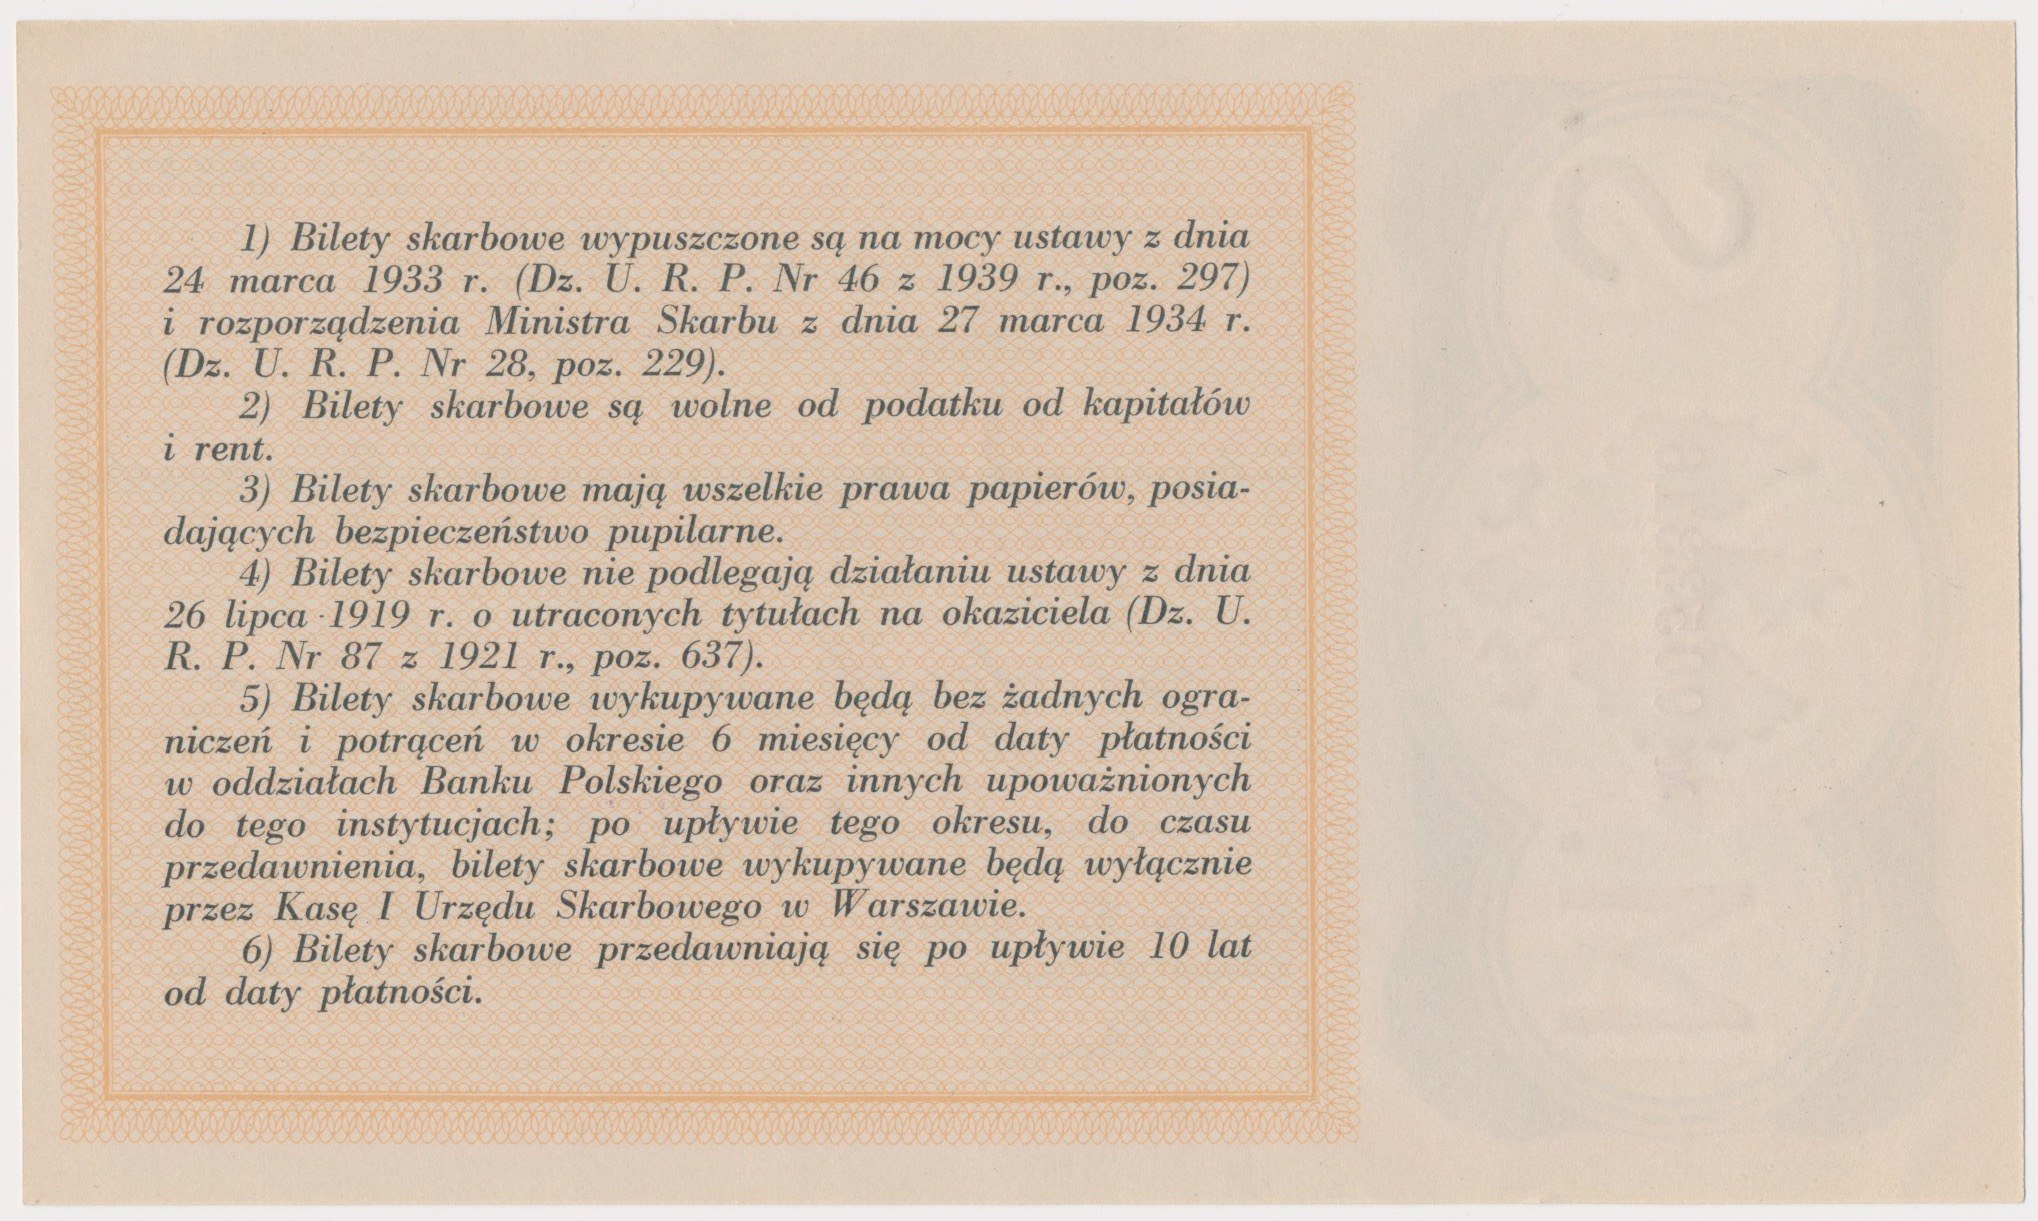 1) Bilety skarbowe wypuszczone są na mocy ustawy z dnia
24 marca 1933 r. (Dz. U. R. P. Nr 46 z 1939 r., poz. 297)
i rozporządzenia Ministra Skarbu z dnia 27 marca 1934 r.
(Dz. U. R. P. Nr 28, poz. 229).
2) Bilety skarbowe są wolne od podatku od kapitałów
i rent.
3) Bilety skarbowe mają wszelkie prawa papierów, posia-
dających bezpieczeństwo pupilarne.
4) Bilety skarbowe nie podlegają działaniu ustawy z dnia
26 lipca 1919 r. o utraconych tytułach na okaziciela (Dz. U.
R. P. Nr 87 z 1921 r., poz. 637).
5) Bilety skarbowe wykupywane będą bez żadnych ogra-
niczeń i potrąceń w okresie 6 miesięcy od daty płatności
w oddziałach Banku Polskiego oraz innych upoważnionych
do tego instytucjach; po upływie tego okresu, do czasu
przedawnienia, bilety skarbowe wykupywane będą wyłącznie
przez Kasę I Urzędu Skarbowego w Warszawie.
6) Bilety skarbowe przedawniają się po upływie 10 lat
od daty płatności.